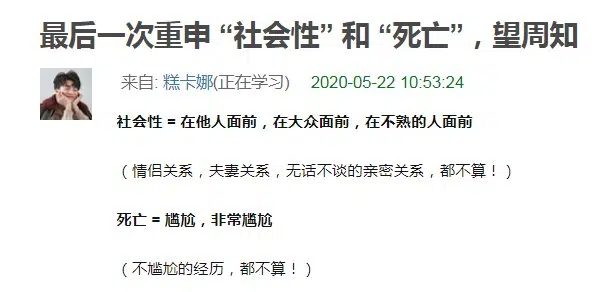 最后一次重申 “社会性” 和 “死亡” ，望周知
来自: 糕卡娜(正在学习) 2020-05-22 10:53:24
社会性 = 在他人面前，在大众面前，在不熟的人面前
（ 情侣关系，夫妻关系，无话不谈的亲密关系，都不算！）
死亡 = 尴尬，非常尴尬
（ 不尴尬的经历，都不算！）